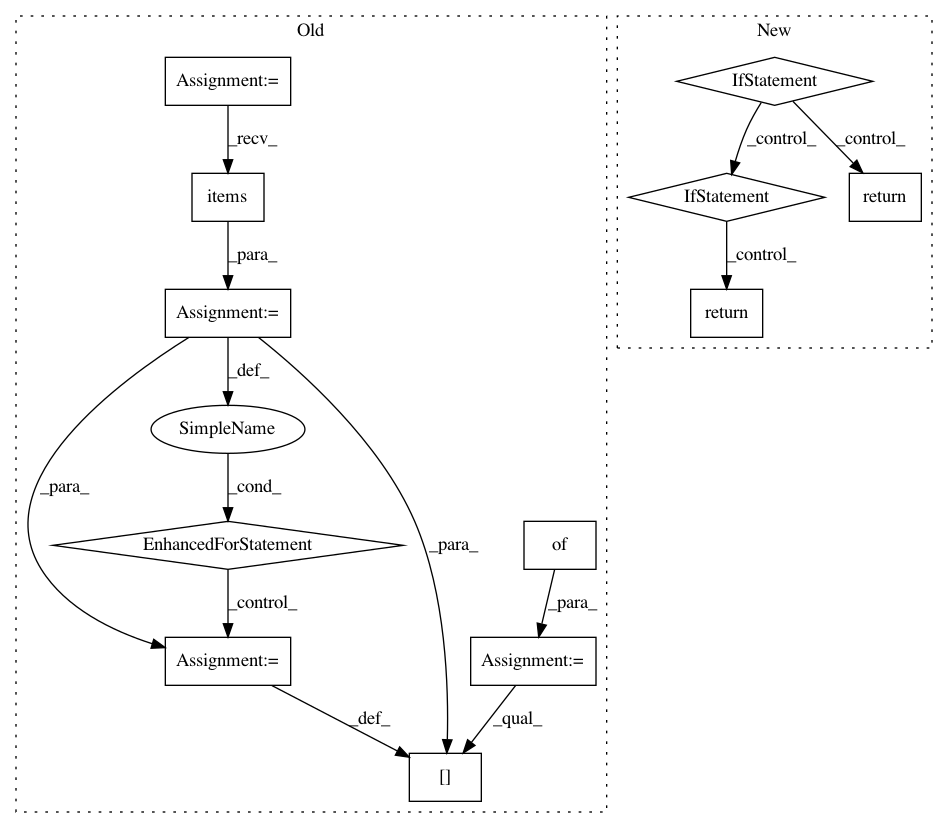 Old
New
Assignment:=
IfStatement
_recv_
_control_
_control_
items
IfStatement
return
_para_
_control_
Assignment:=
return
_def_
SimpleName
_para_
_cond_
_para_
EnhancedForStatement
of
_control_
_para_
Assignment:=
Assignment:=
_def_
_qual_
[]